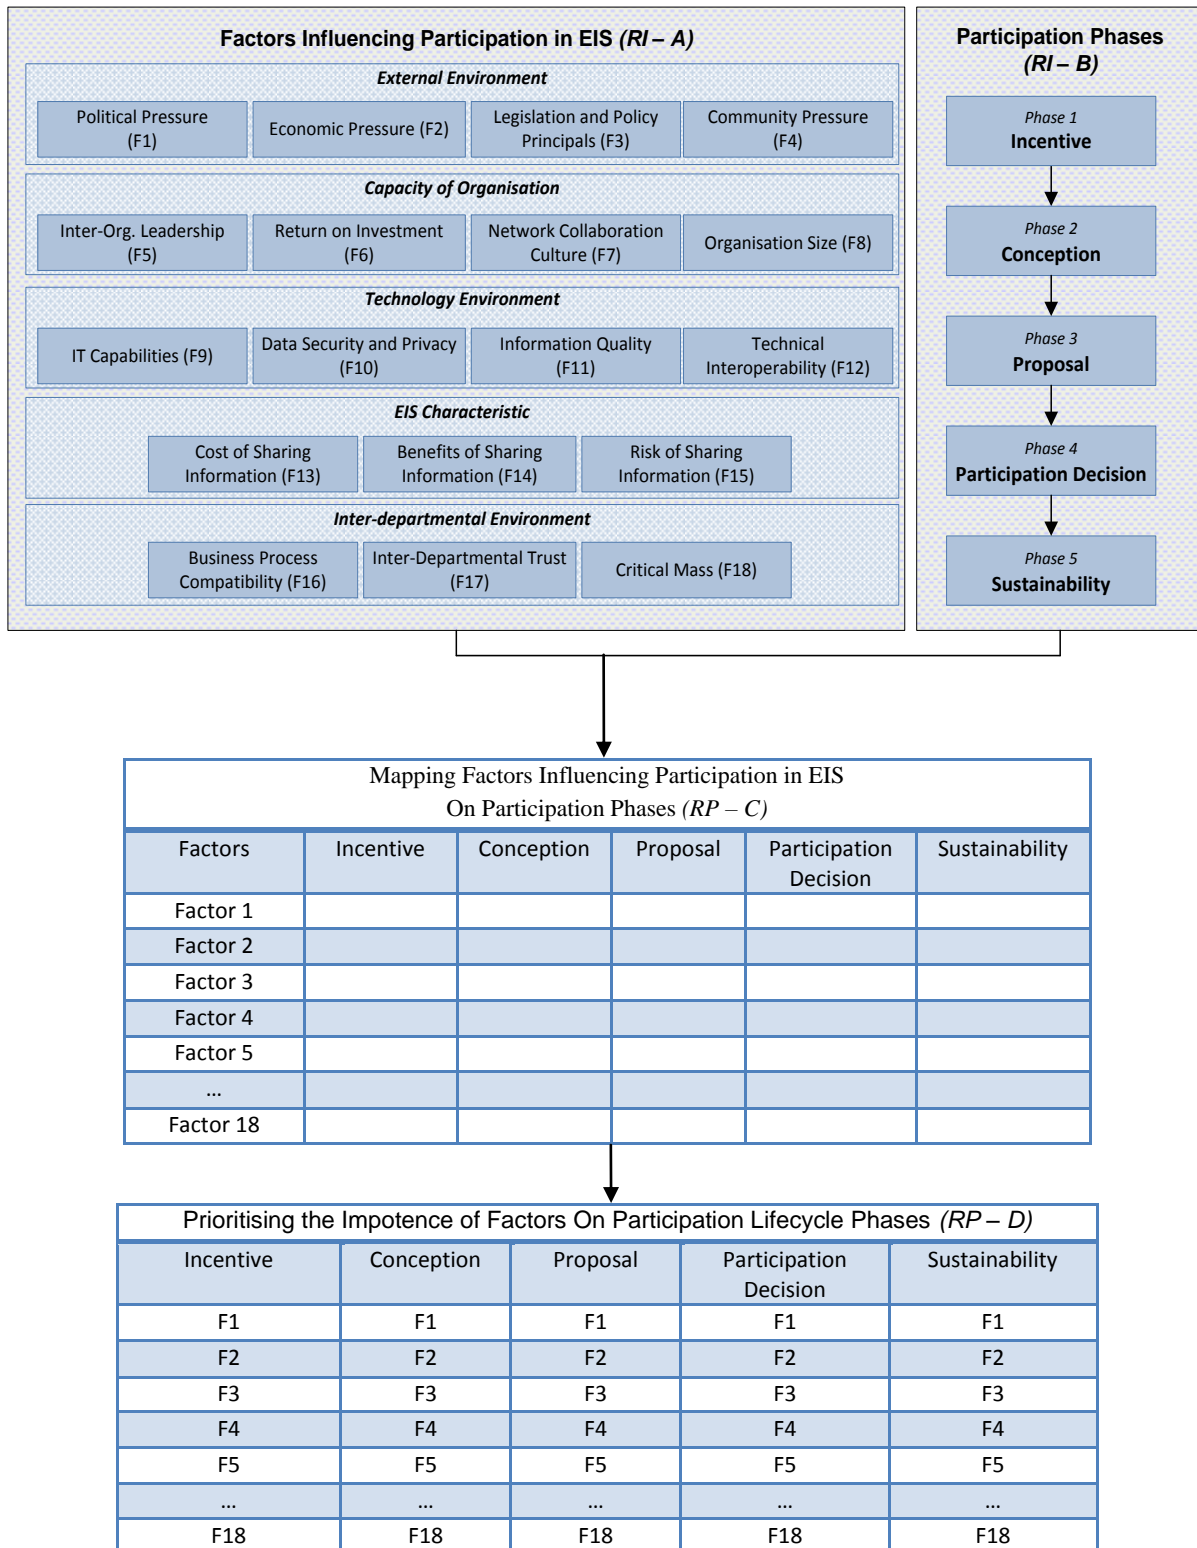 Factors Influencing Participation in EIS (RI – A)
External Environment
Political Pressure
(F1)
Economic Pressure (F2)
Legislation and Policy
Principals (F3)
Community Pressure
(F4)
Capacity of Organisation
Inter-Org. Leadership
(F5)
Return on Investment
(F6)
Network Collaboration
Culture (F7)
Organisation Size (F8)
Technology Environment
IT Capabilities (F9)
Data Security and Privacy
(F10)
Information Quality
(F11)
Technical
Interoperability (F12)
EIS Characteristic
Cost of Sharing
Information (F13)
Benefits of Sharing
Information (F14)
Risk of Sharing
Information (F15)
Inter-departmental Environment
Business Process
Compatibility (F16)
Inter-Departmental Trust
(F17)
Critical Mass (F18)
Participation Phases
(RI – B)
Phase 1
Incentive
Phase 2
Conception
Phase 3
Proposal
Phase 4
Participation Decision
Phase 5
Sustainability
Mapping Factors Influencing Participation in EIS
On Participation Phases (RP – C)
Factors Incentive Conception Proposal Participation Decision Sustainability
Factor 1
Factor 2
Factor 3
Factor 4
Factor 5
...
Factor 18
Prioritising the Impotence of Factors On Participation Lifecycle Phases (RP – D)
Incentive Conception Proposal Participation Decision Sustainability
F1 F1 F1 F1 F1
F2 F2 F2 F2 F2
F3 F3 F3 F3 F3
F4 F4 F4 F4 F4
F5 F5 F5 F5 F5
... ... ... ... ...
F18 F18 F18 F18 F18